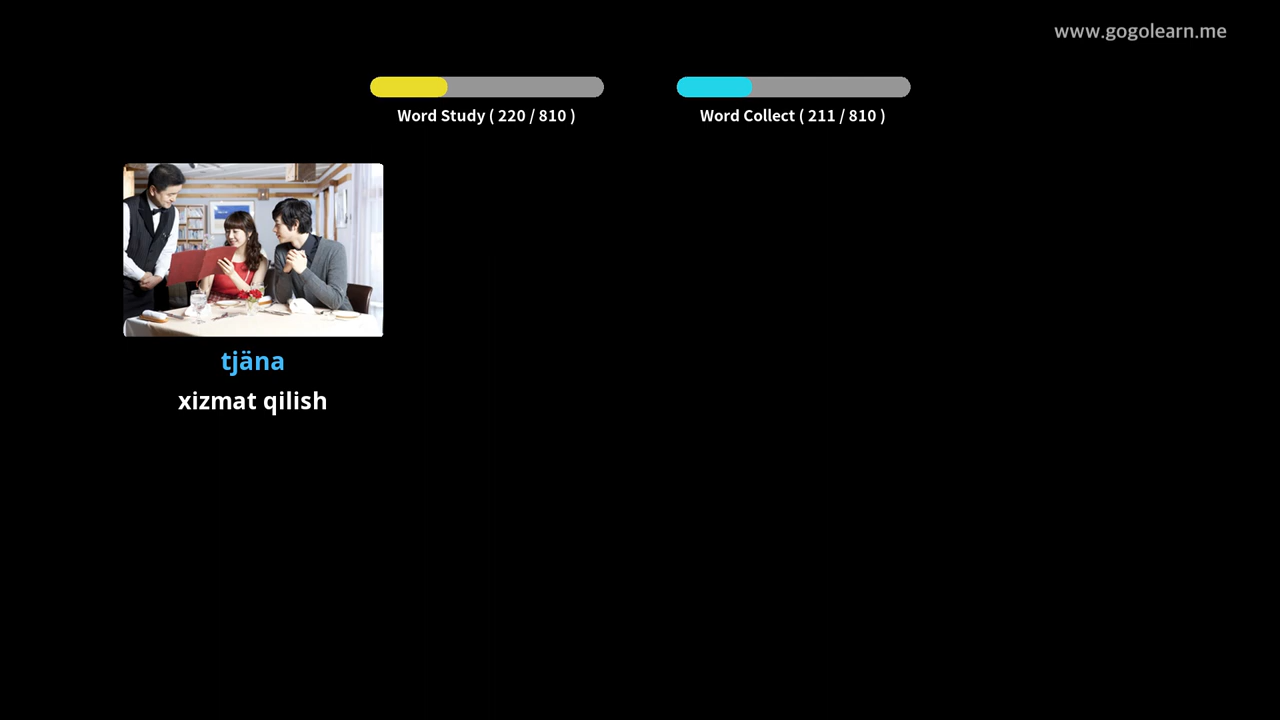 www.gogolearn.me
Word Study ( 220 / 810 )
Word Collect ( 211 / 810 )
tjäna
xizmat qilish